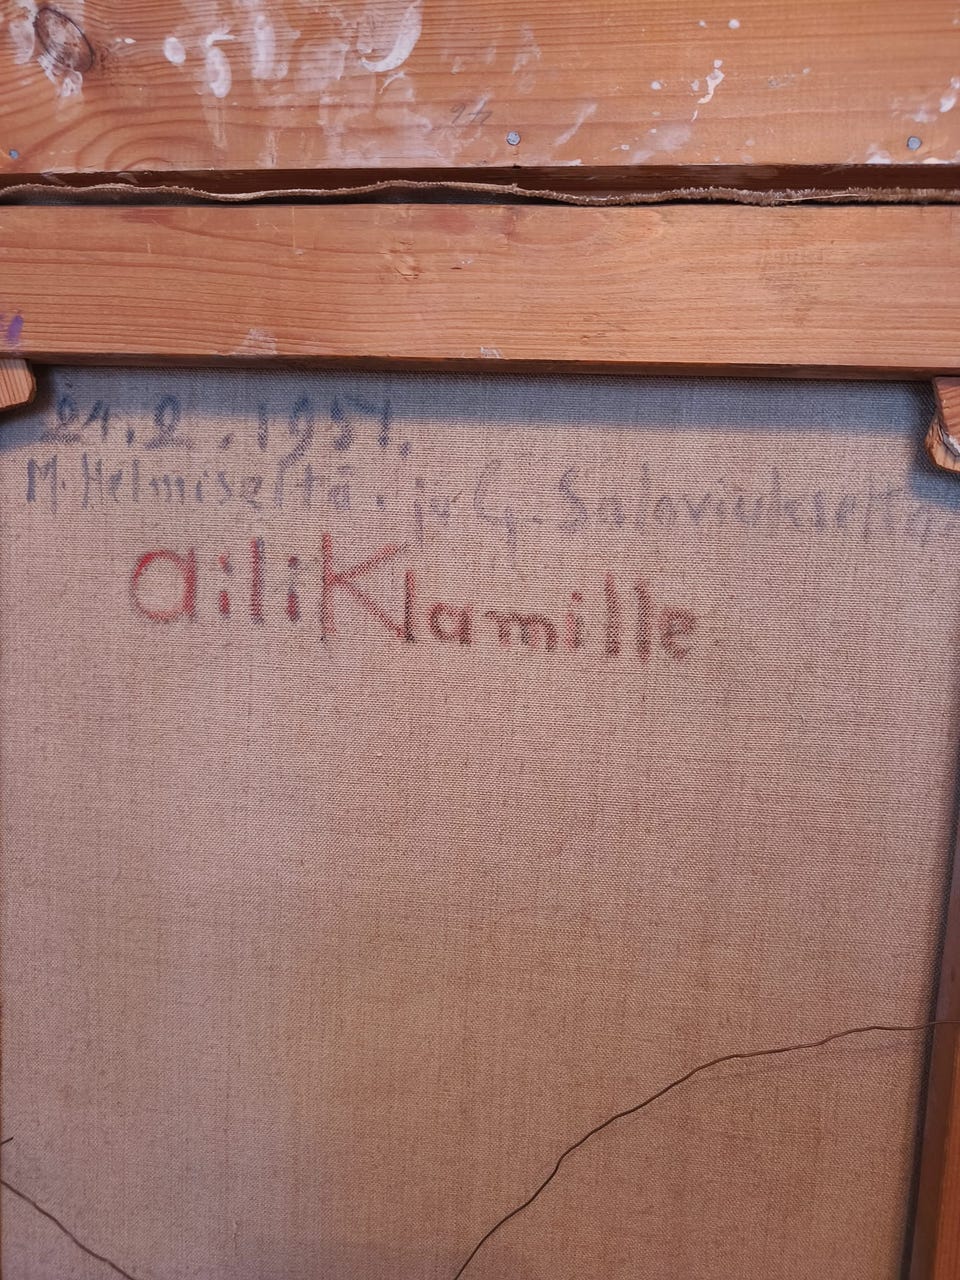 24.2.1951.
M. Helmiseltä. ja G. Saloviukselta.
ailiKlamille